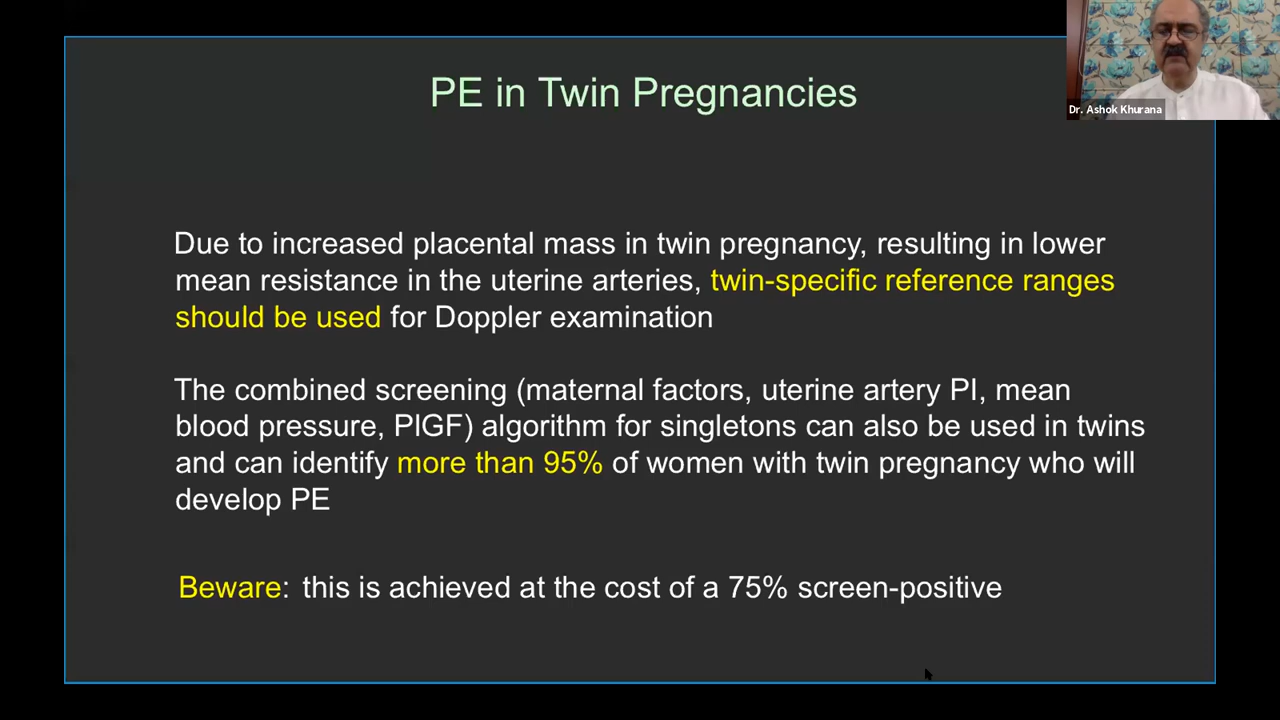 PE in Twin Pregnancies
Dr. Ashok Khurana
Due to increased placental mass in twin pregnancy, resulting in lower
mean resistance in the uterine arteries, twin-specific reference ranges
should be used for Doppler examination
The combined screening (maternal factors, uterine artery PI, mean
blood pressure, PlGF) algorithm for singletons can also be used in twins
and can identify more than 95% of women with twin pregnancy who will
develop PE
Beware: this is achieved at the cost of a 75% screen-positive